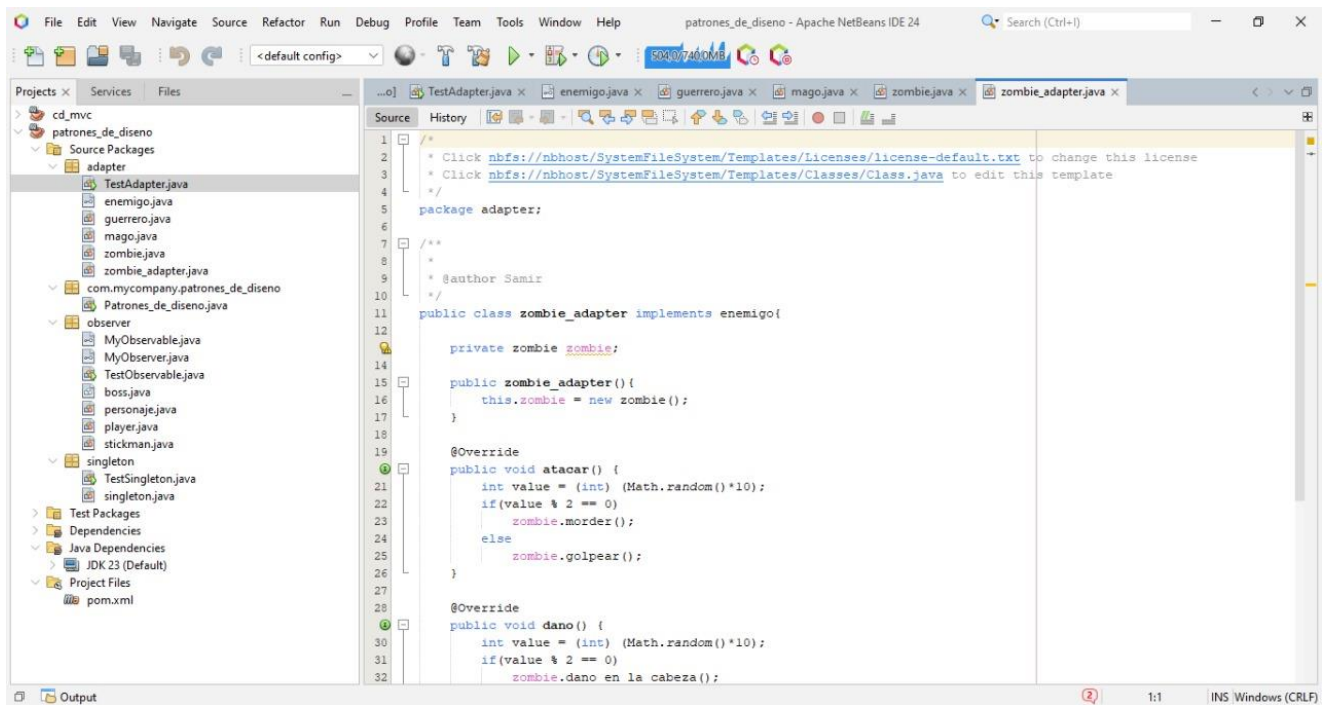 File Edit View Navigate Source Refactor Run Debug Profile Team Tools Window Help patrones_de_diseno - Apache NetBeans IDE 24 Search (Ctrl+I)
<default config> 504,0/740,0MB
Projects Services Files
cd_mvc
patrones_de_diseno
Source Packages
adapter
TestAdapter.java
enemigo.java
guerrero.java
mago.java
zombie.java
zombie_adapter.java
com.mycompany.patrones_de_diseno
Patrones_de_diseno.java
observer
MyObservable.java
MyObserver.java
TestObservable.java
boss.java
personaje.java
player.java
stickman.java
singleton
TestSingleton.java
singleton.java
Test Packages
Dependencies
Java Dependencies
JDK 23 (Default)
Project Files
pom.xml
...o] TestAdapter.java enemigo.java guerrero.java mago.java zombie.java zombie_adapter.java
Source History
1 /*
2 * Click nbfs://nbhost/SystemFileSystem/Templates/Licenses/license-default.txt to change this license
3 * Click nbfs://nbhost/SystemFileSystem/Templates/Classes/Class.java to edit this template
4 */
5 package adapter;
6
7 /**
8 *
9 * @author Samir
10 */
11 public class zombie_adapter implements enemigo{
12
private zombie zombie;
14
15 public zombie_adapter(){
16 this.zombie = new zombie();
17 }
18
19 @Override
public void atacar() {
21 int value = (int) (Math.random()*10);
22 if(value % 2 == 0)
23 zombie.morder();
24 else
25 zombie.golpear();
26 }
27
28 @Override
public void dano() {
30 int value = (int) (Math.random()*10);
31 if(value % 2 == 0)
32 zombie.dano en la cabeza();
Output 2 1:1 INS Windows (CRLF)